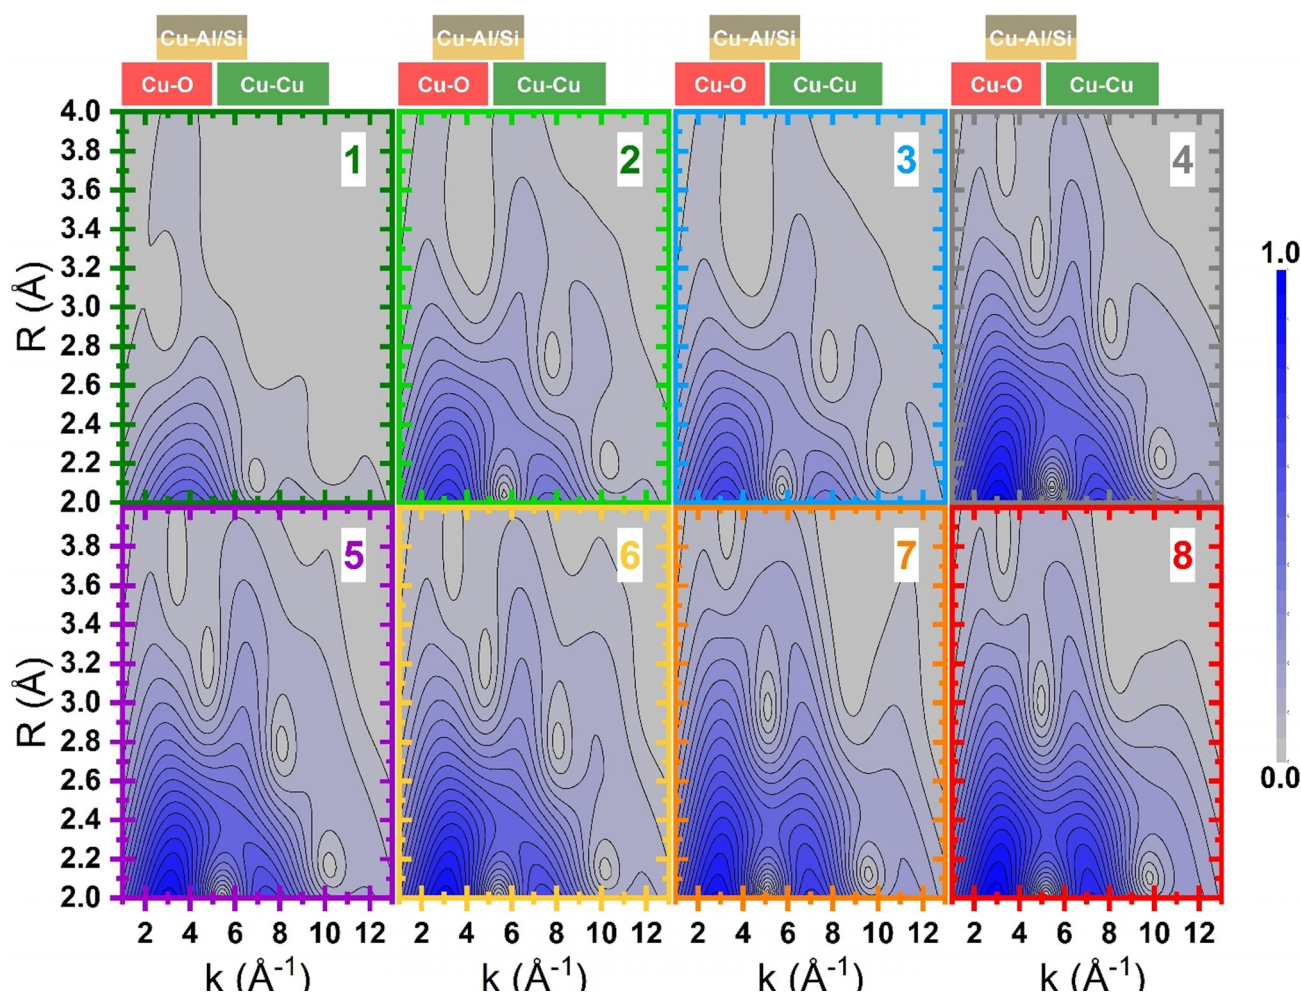 Cu-Al/Si Cu-Al/Si Cu-Al/Si Cu-Al/Si
Cu-O Cu-Cu Cu-O Cu-Cu Cu-O Cu-Cu Cu-O Cu-Cu
4.0
3.8
3.6
3.4
3.2
3.0
2.8
2.6
2.4
2.2
2.0
R (Å)
1 2 3 4
3.8
3.6
3.4
3.2
3.0
2.8
2.6
2.4
2.2
2.0
R (Å)
5 6 7 8
1.0
0.0
2 4 6 8 10 12 2 4 6 8 10 12 2 4 6 8 10 12 2 4 6 8 10 12
k (Å⁻¹) k (Å⁻¹) k (Å⁻¹) k (Å⁻¹)